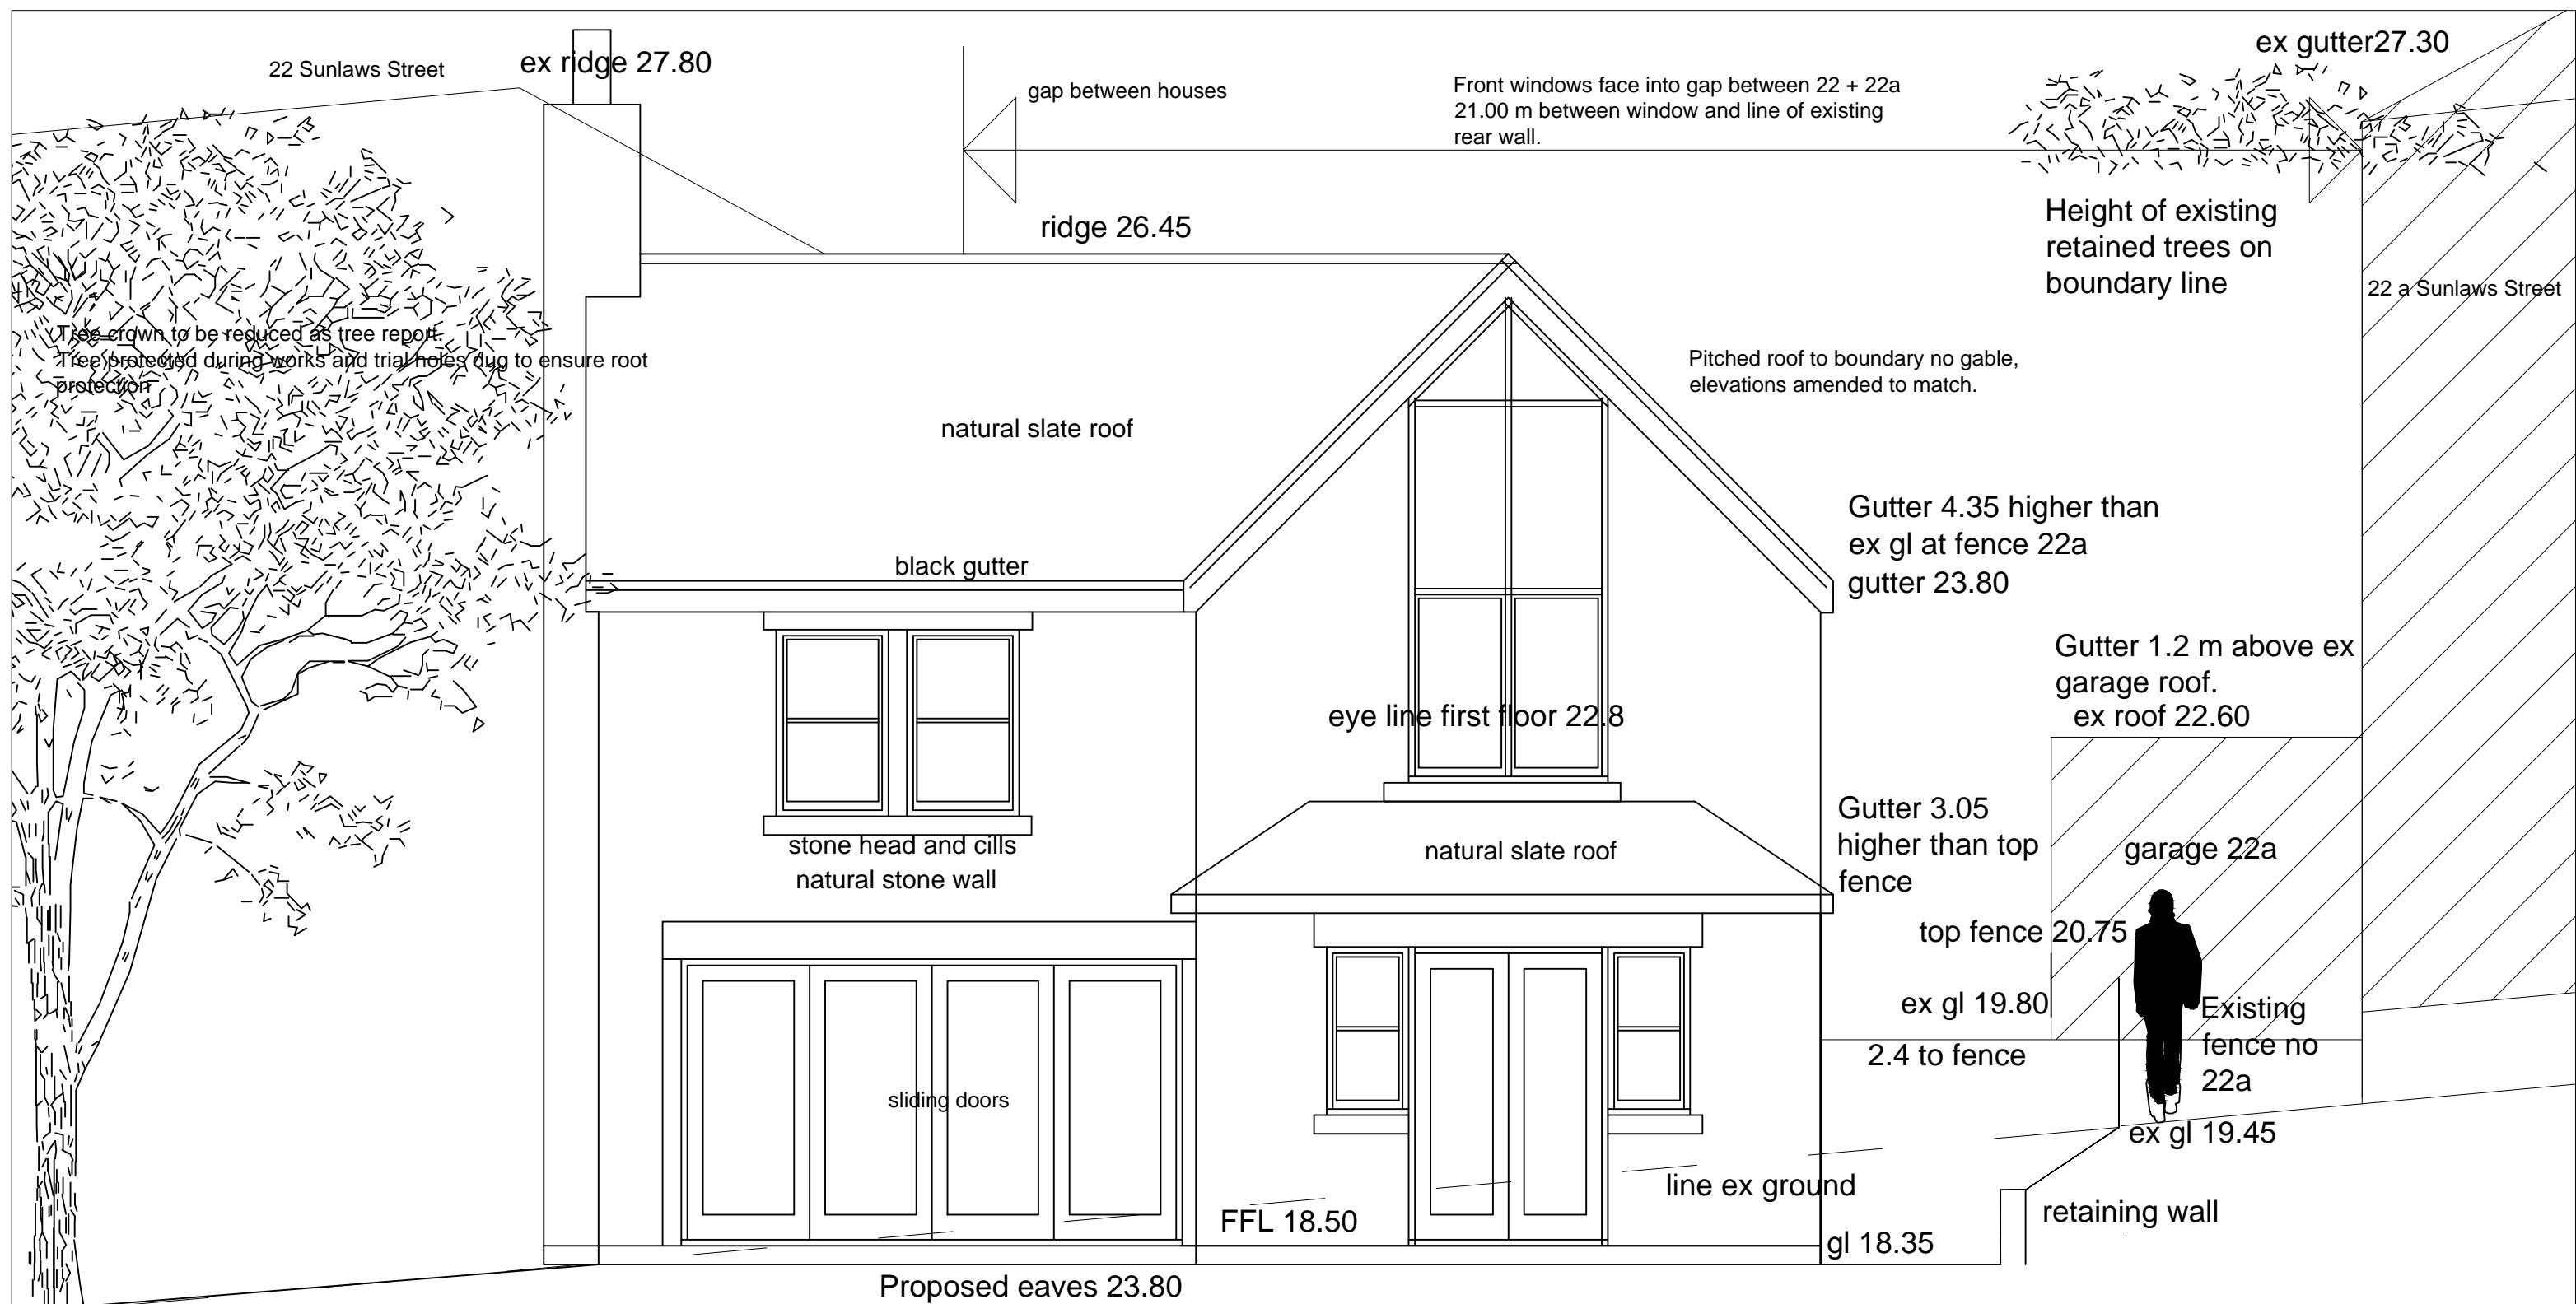 22 Sunlaws Street
ex ridge 27.80
gap between houses
Front windows face into gap between 22 + 22a
21.00 m between window and line of existing
rear wall.
ex gutter27.30
ridge 26.45
Height of existing
retained trees on
boundary line
22 a Sunlaws Street
Tree crown to be reduced as tree report.
Tree protected during works and trial holes dug to ensure root
protection
Pitched roof to boundary no gable,
elevations amended to match.
natural slate roof
Gutter 4.35 higher than
ex gl at fence 22a
gutter 23.80
black gutter
Gutter 1.2 m above ex
garage roof.
ex roof 22.60
eye line first floor 22.8
stone head and cills
natural stone wall
natural slate roof
Gutter 3.05
higher than top
fence
garage 22a
top fence 20.75
ex gl 19.80
2.4 to fence
Existing
fence no
22a
sliding doors
ex gl 19.45
line ex ground
retaining wall
FFL 18.50
gl 18.35
Proposed eaves 23.80